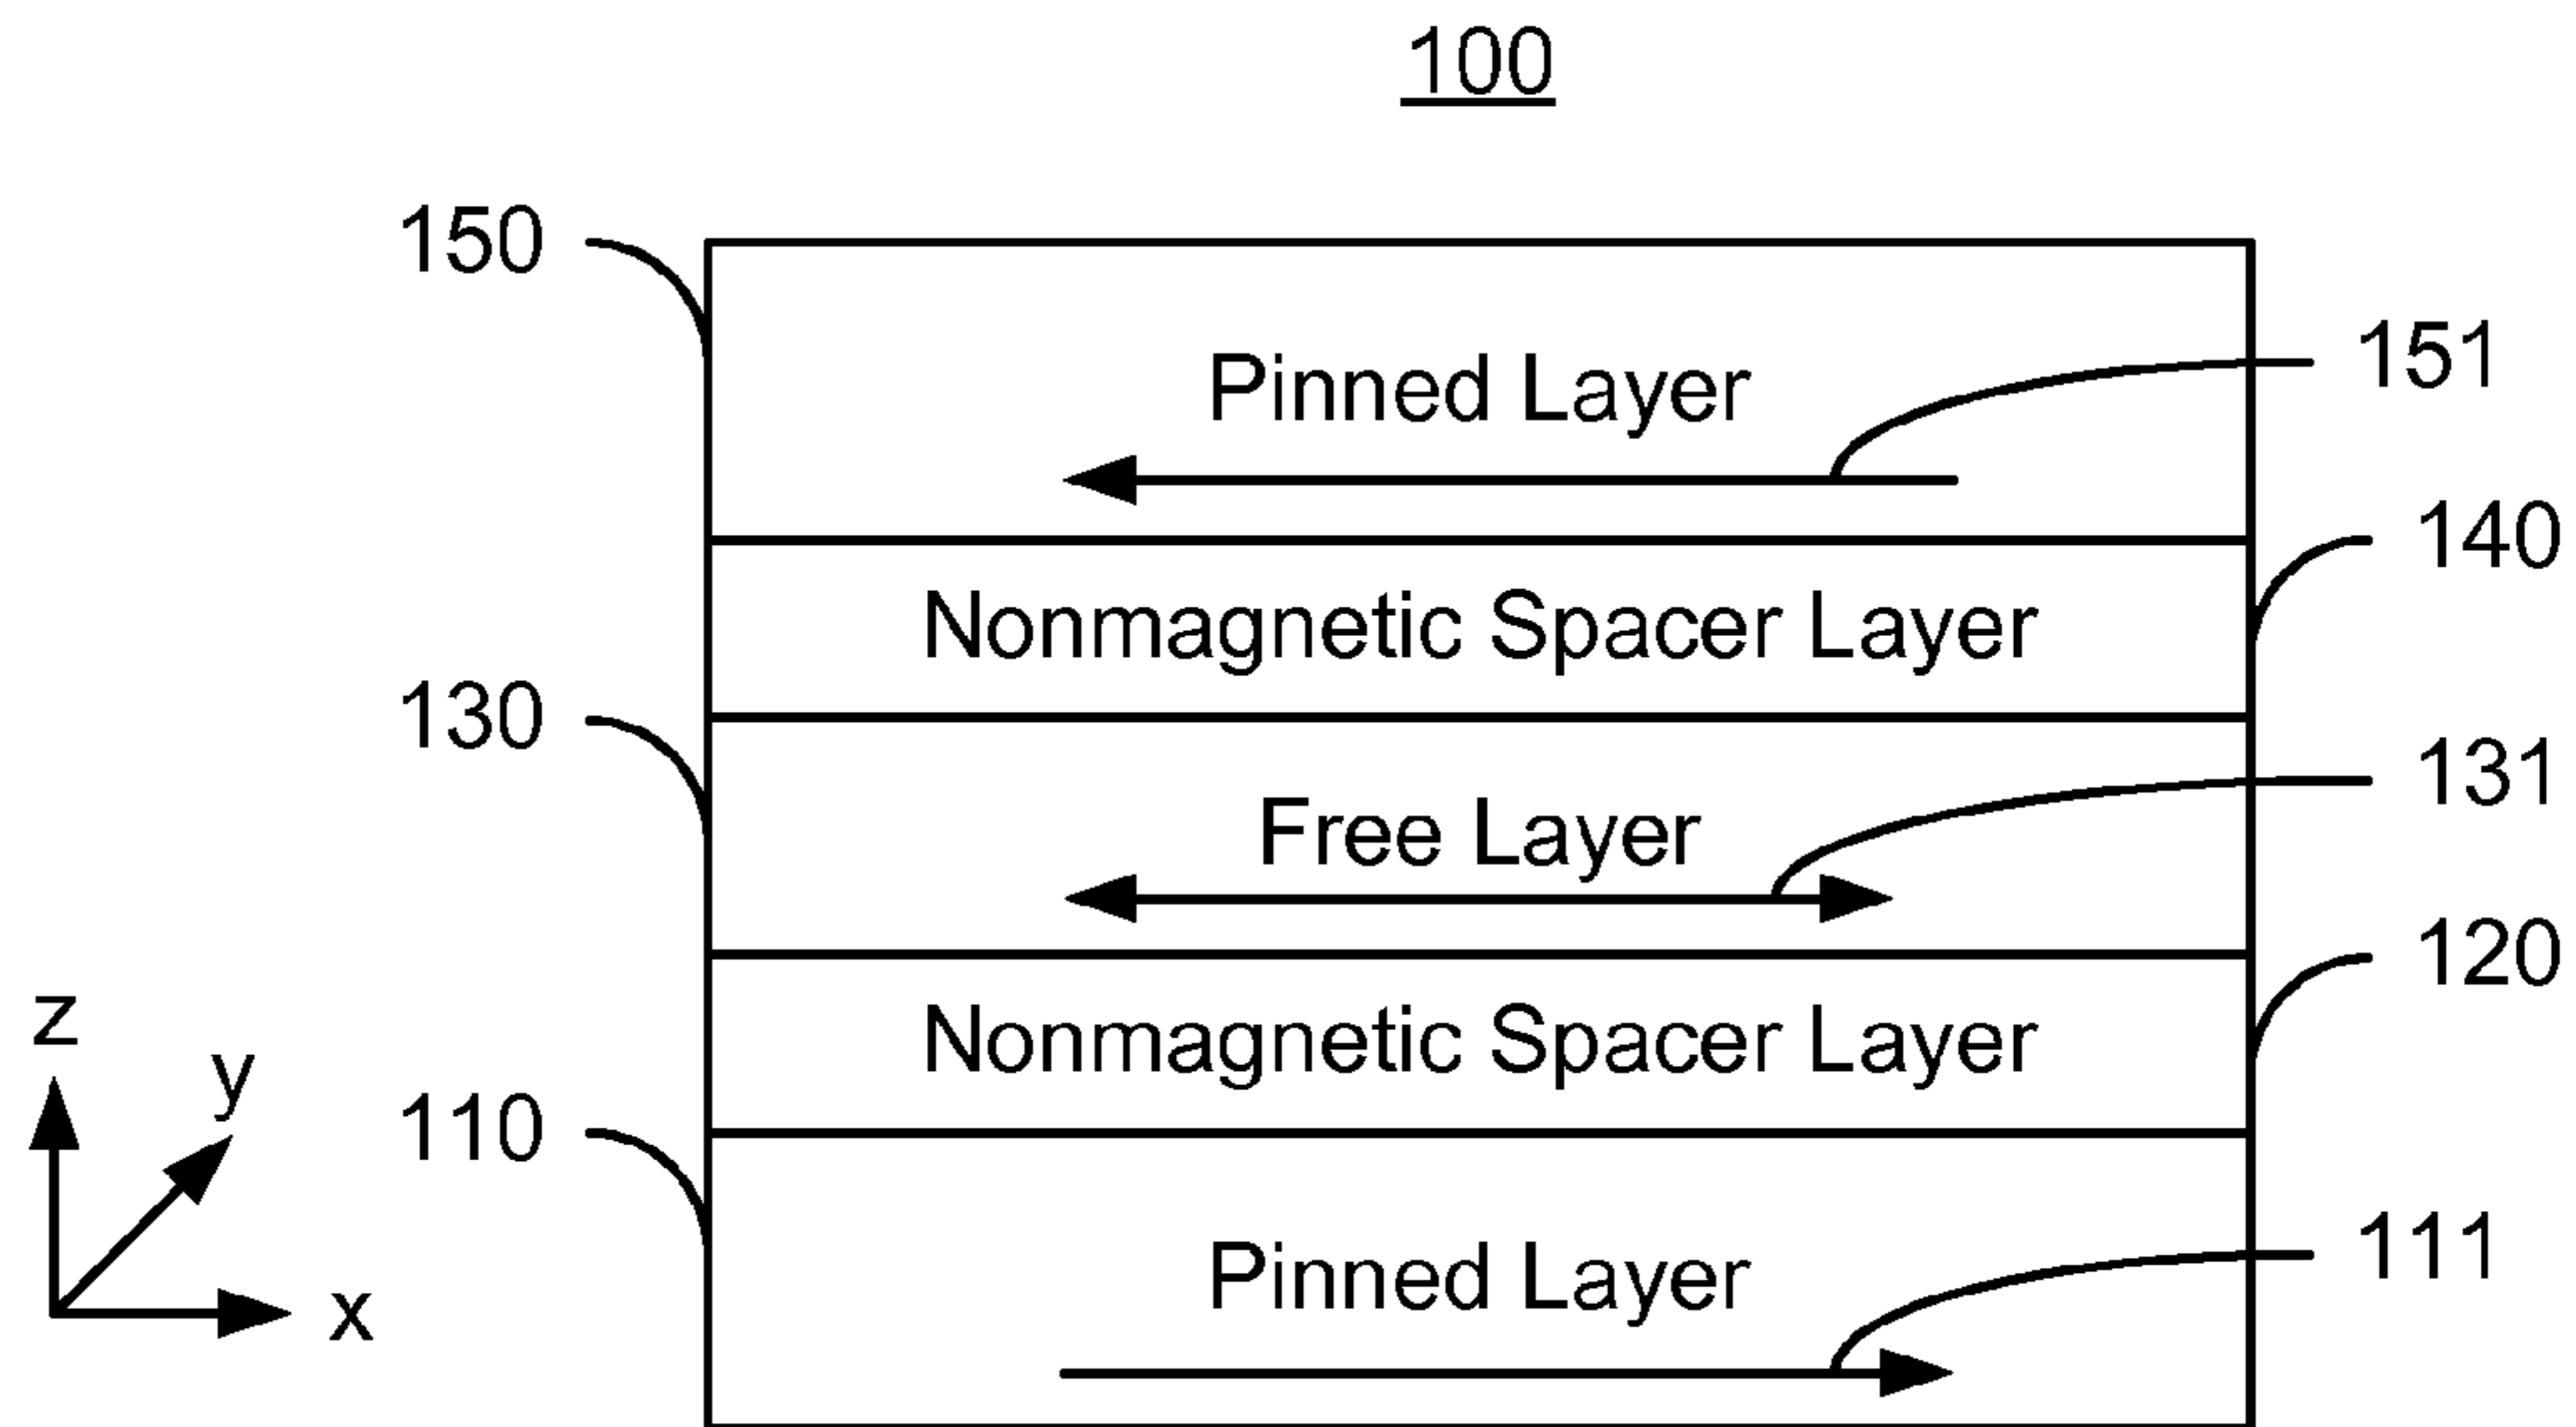 100
150
Pinned Layer
151
140
Nonmagnetic Spacer Layer
130
131
Free Layer
120
Nonmagnetic Spacer Layer
z
y
110
Pinned Layer
111
x